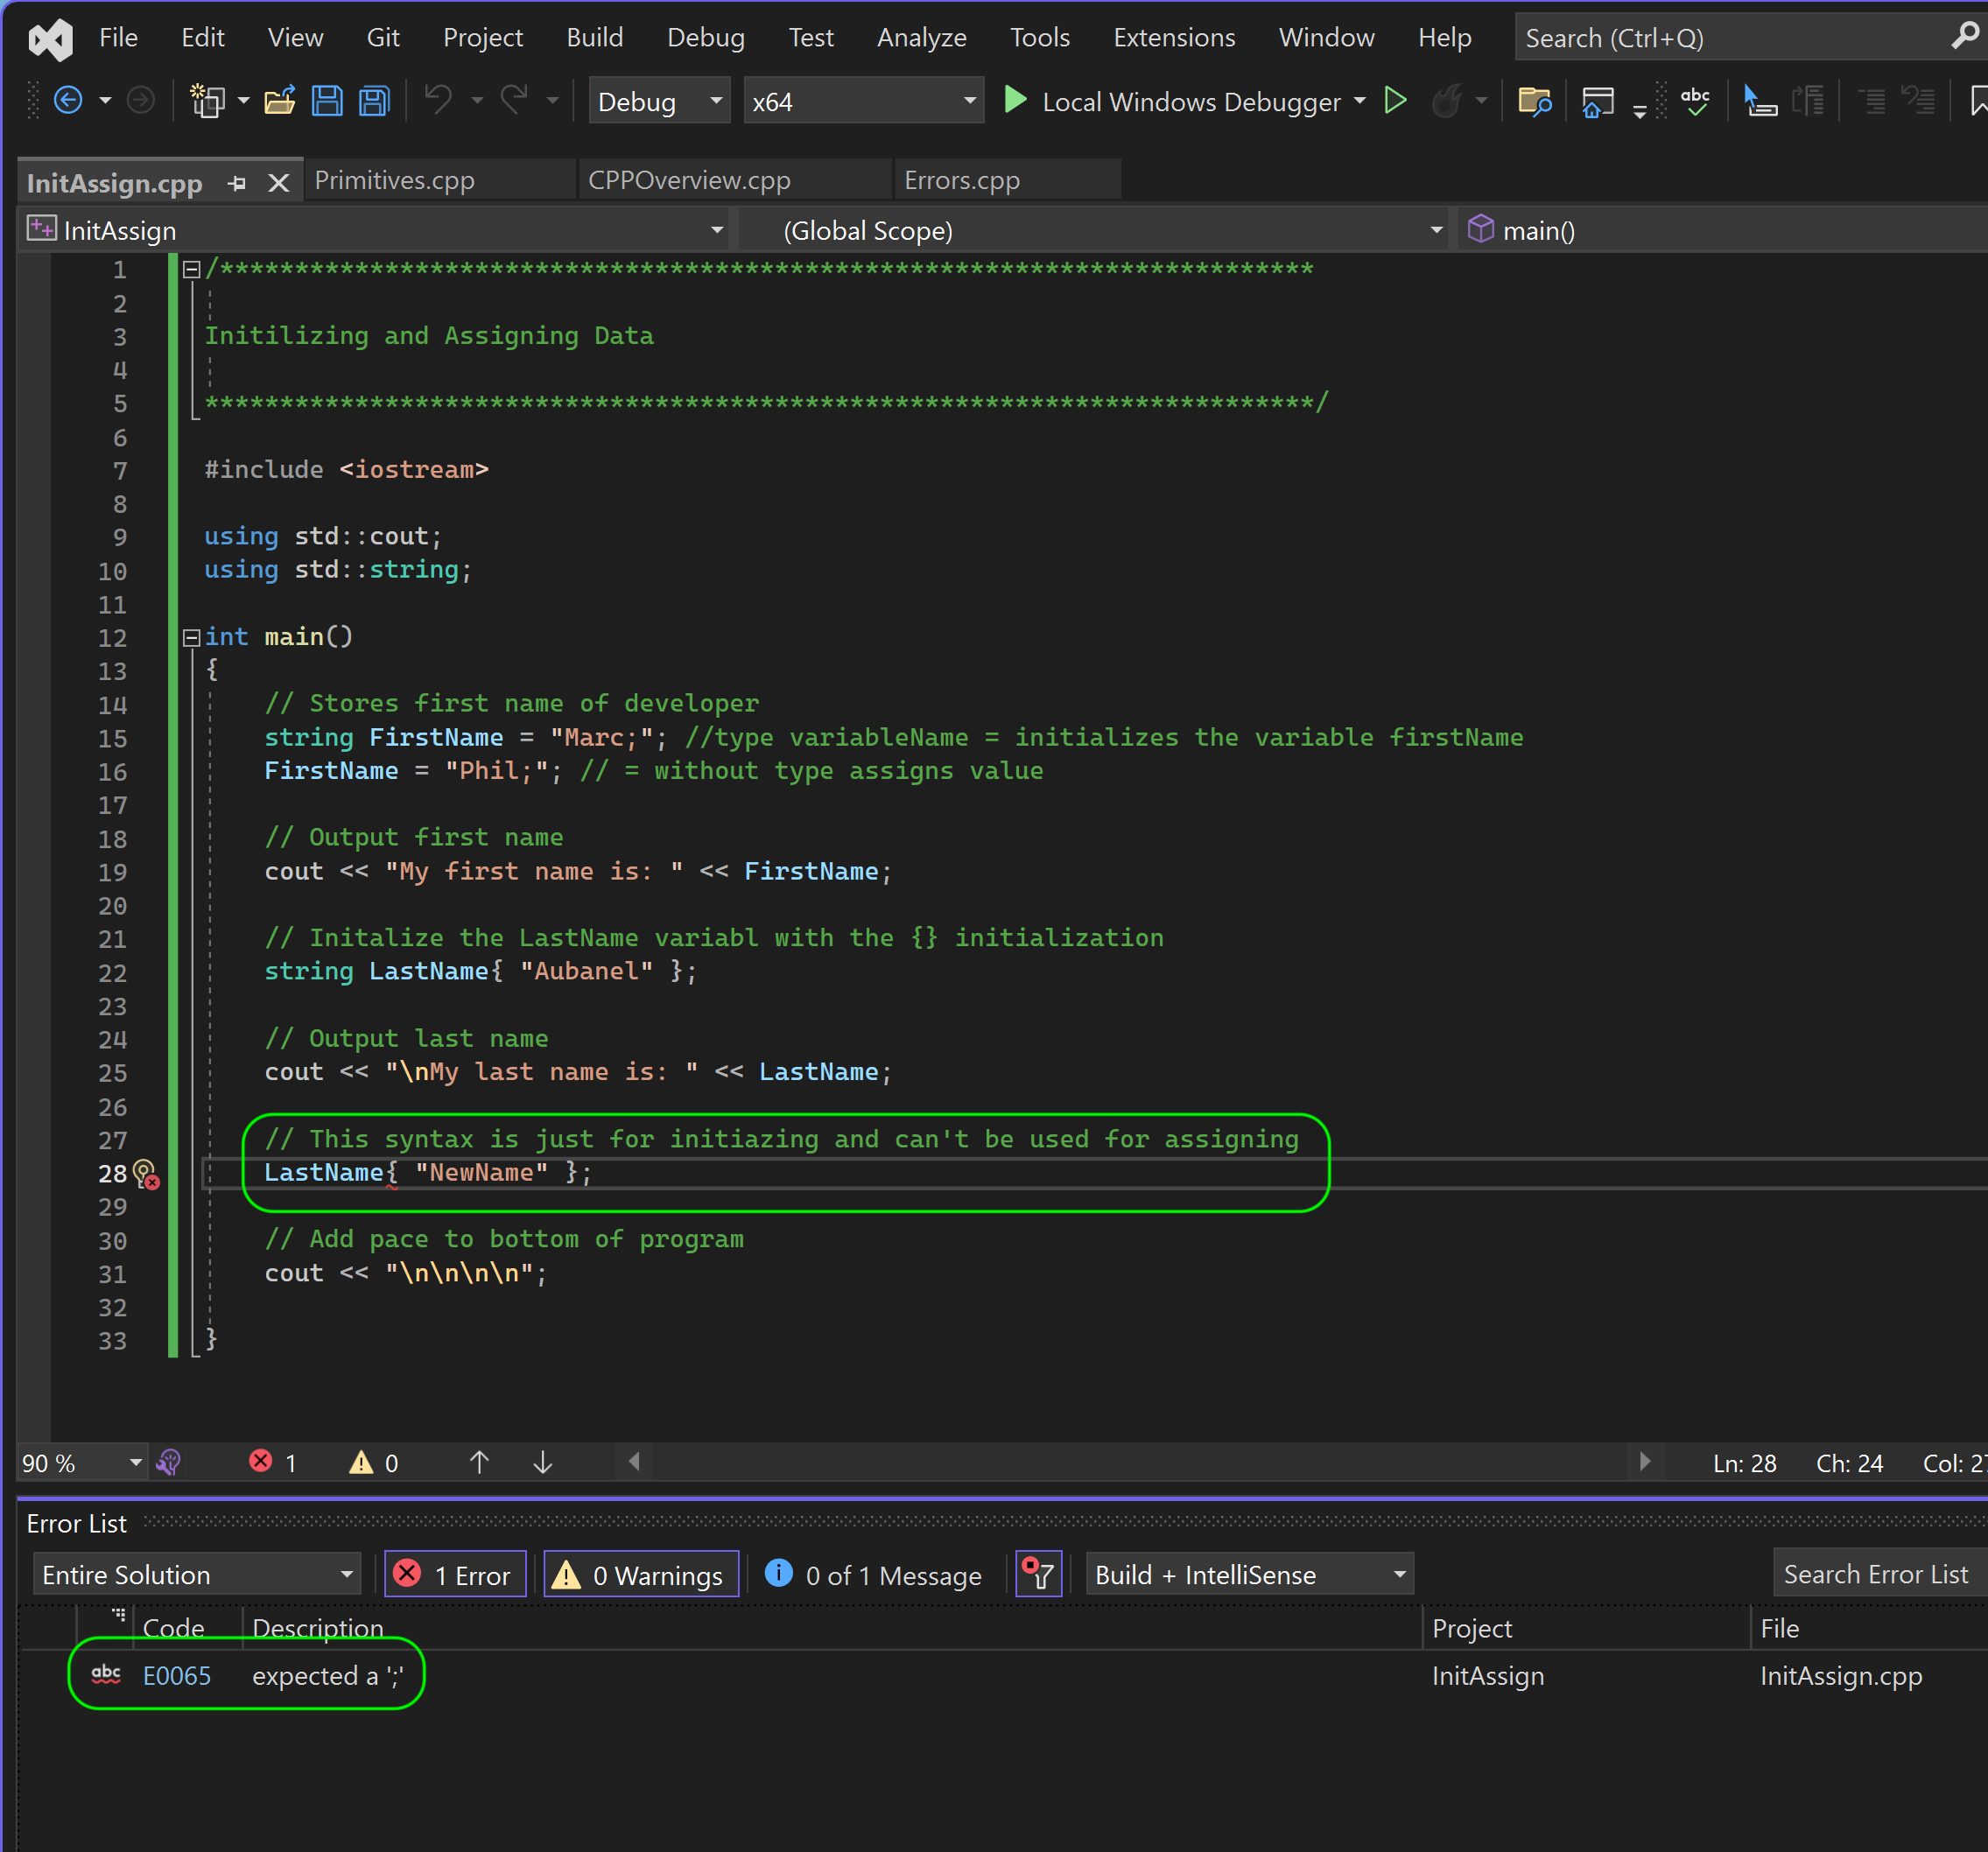 File Edit View Git Project Build Debug Test Analyze Tools Extensions Window Help Search (Ctrl+Q)
Debug x64 Local Windows Debugger abc
InitAssign.cpp Primitives.cpp CPPOverview.cpp Errors.cpp
InitAssign (Global Scope) main()
1 /*************************************************************************
2
3 Initilizing and Assigning Data
4
5 **************************************************************************/
6
7 #include <iostream>
8
9 using std::cout;
10 using std::string;
11
12 int main()
13 {
14 // Stores first name of developer
15 string FirstName = "Marc;"; //type variableName = initializes the variable firstName
16 FirstName = "Phil;"; // = without type assigns value
17
18 // Output first name
19 cout << "My first name is: " << FirstName;
20
21 // Initalize the LastName variabl with the {} initialization
22 string LastName{ "Aubanel" };
23
24 // Output last name
25 cout << "\nMy last name is: " << LastName;
26
27 // This syntax is just for initiazing and can't be used for assigning
28 LastName{ "NewName" };
29
30 // Add pace to bottom of program
31 cout << "\n\n\n\n";
32
33 }
90 % 1 0 Ln: 28 Ch: 24 Col: 27
Error List
Entire Solution 1 Error 0 Warnings 0 of 1 Message Build + IntelliSense Search Error List
Code Description Project File
abc E0065 expected a ';' InitAssign InitAssign.cpp